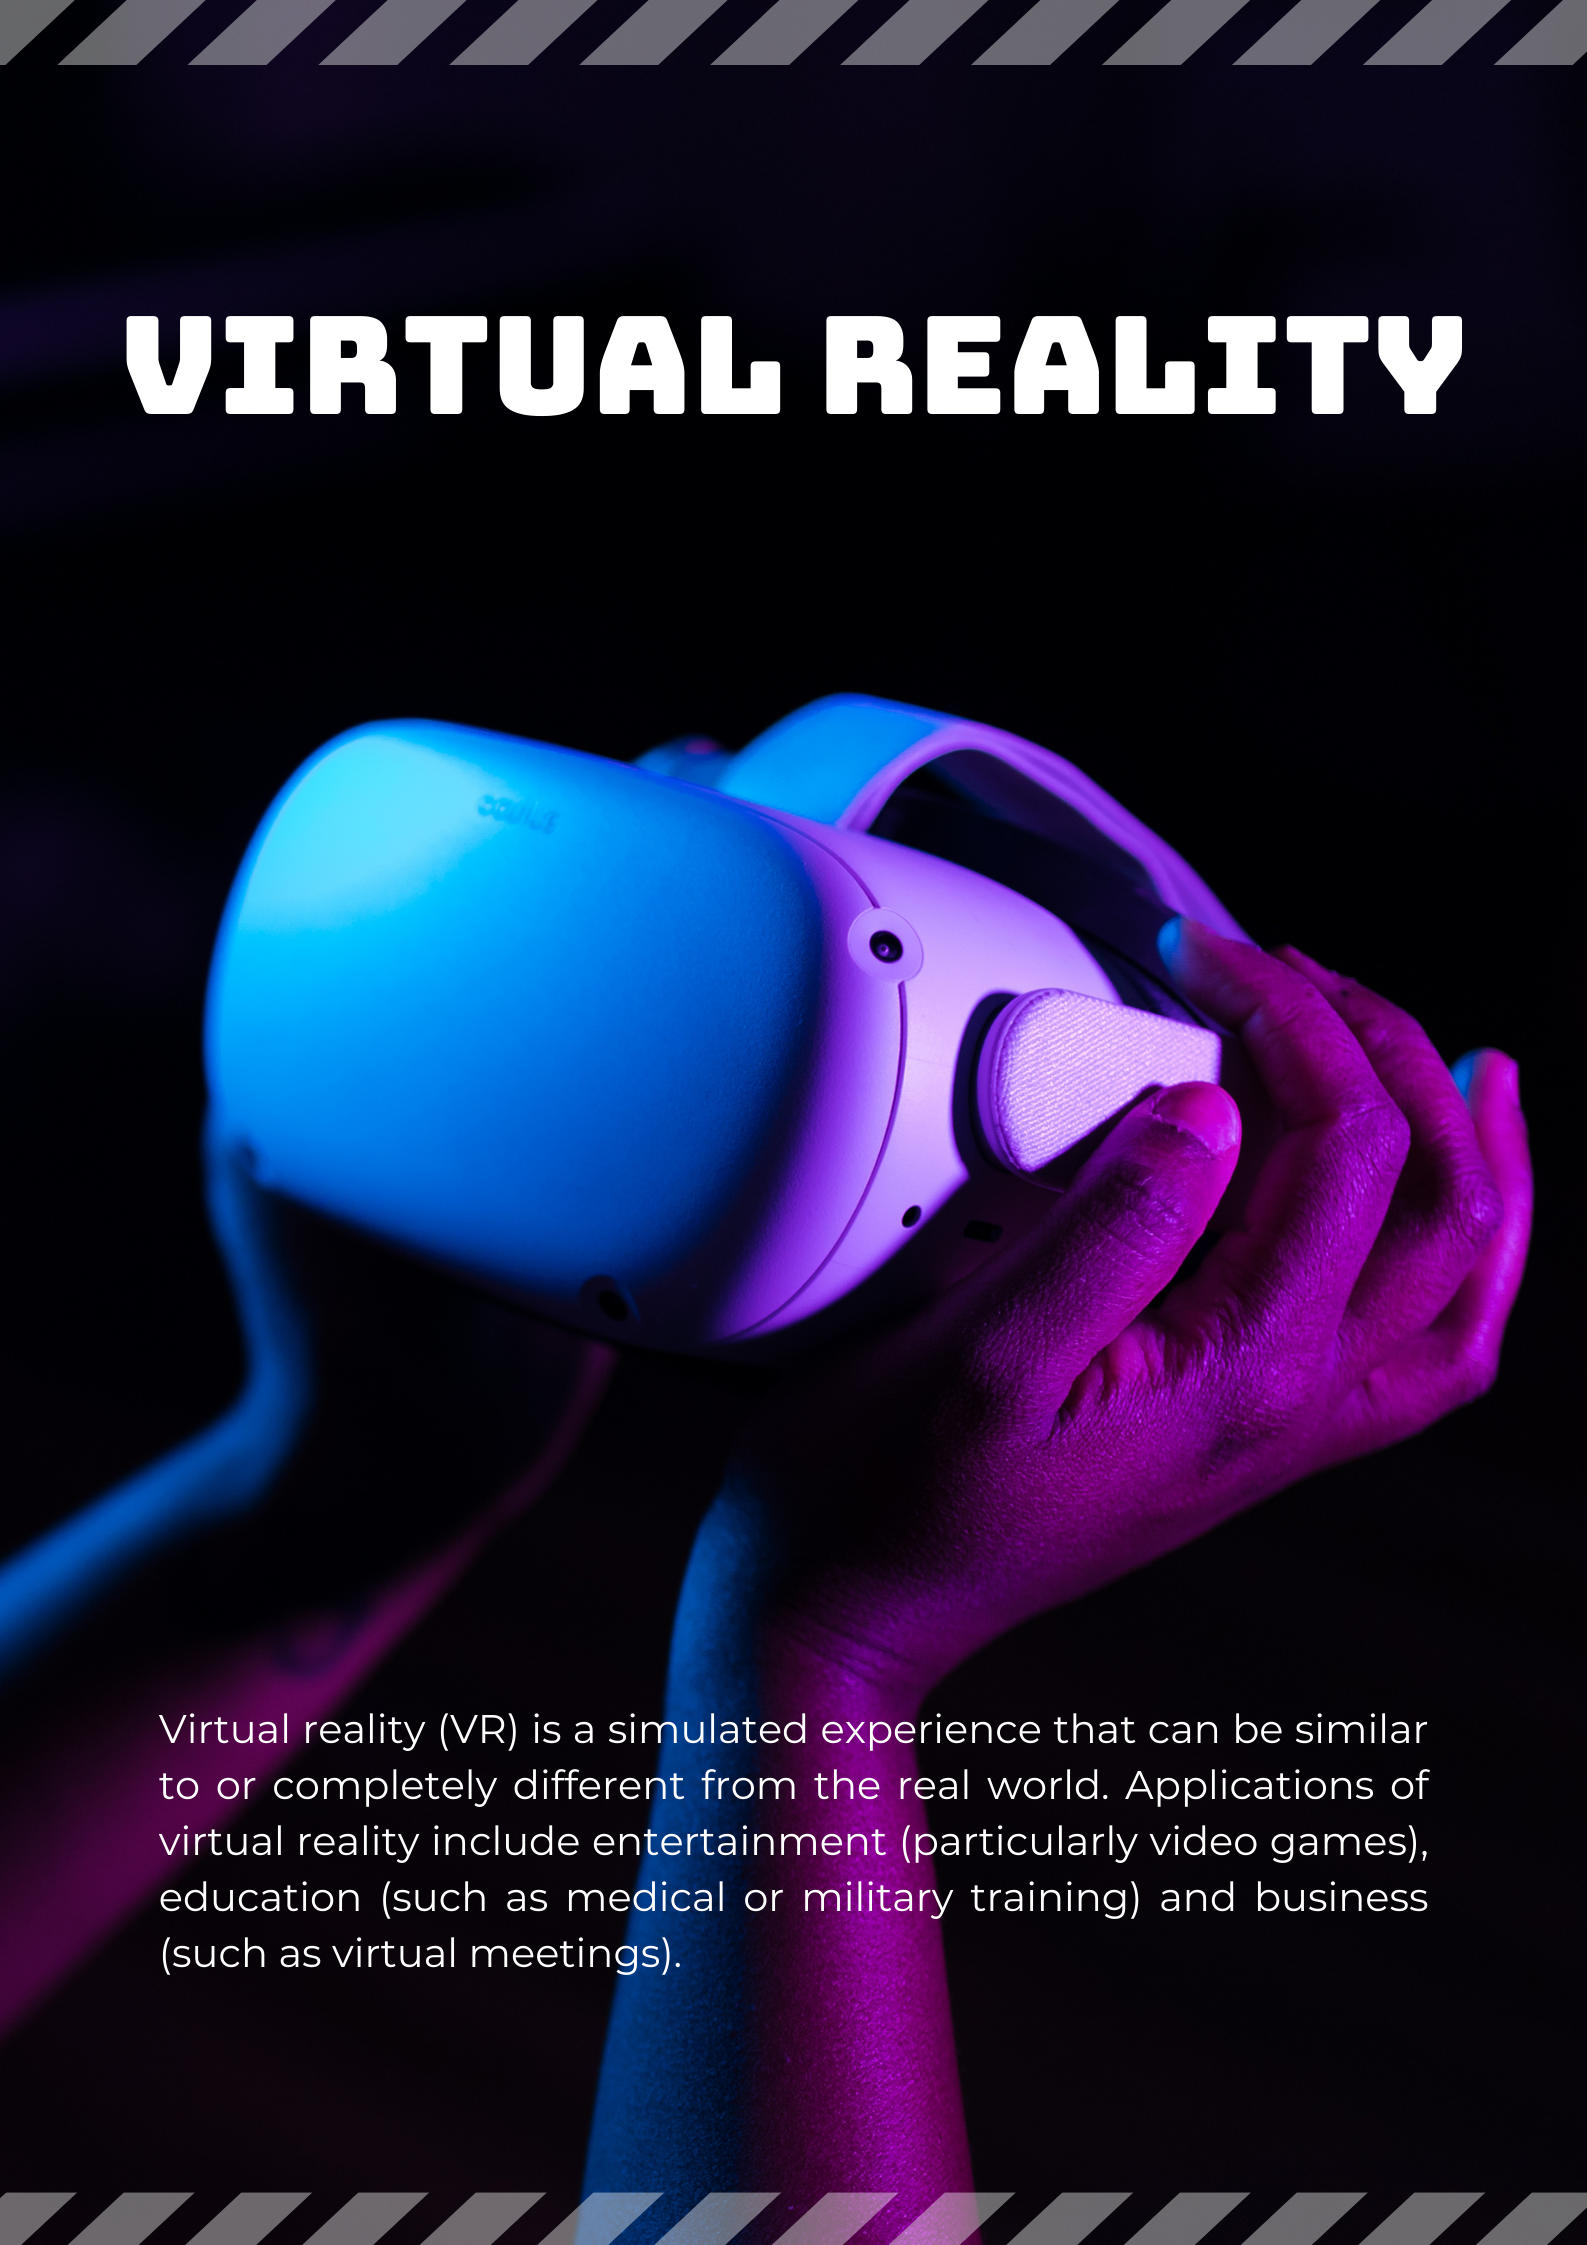 VIRTUAL REALITY
oculus
Virtual reality (VR) is a simulated experience that can be similar
to or completely different from the real world. Applications of
virtual reality include entertainment (particularly video games),
education (such as medical or military training) and business
(such as virtual meetings).